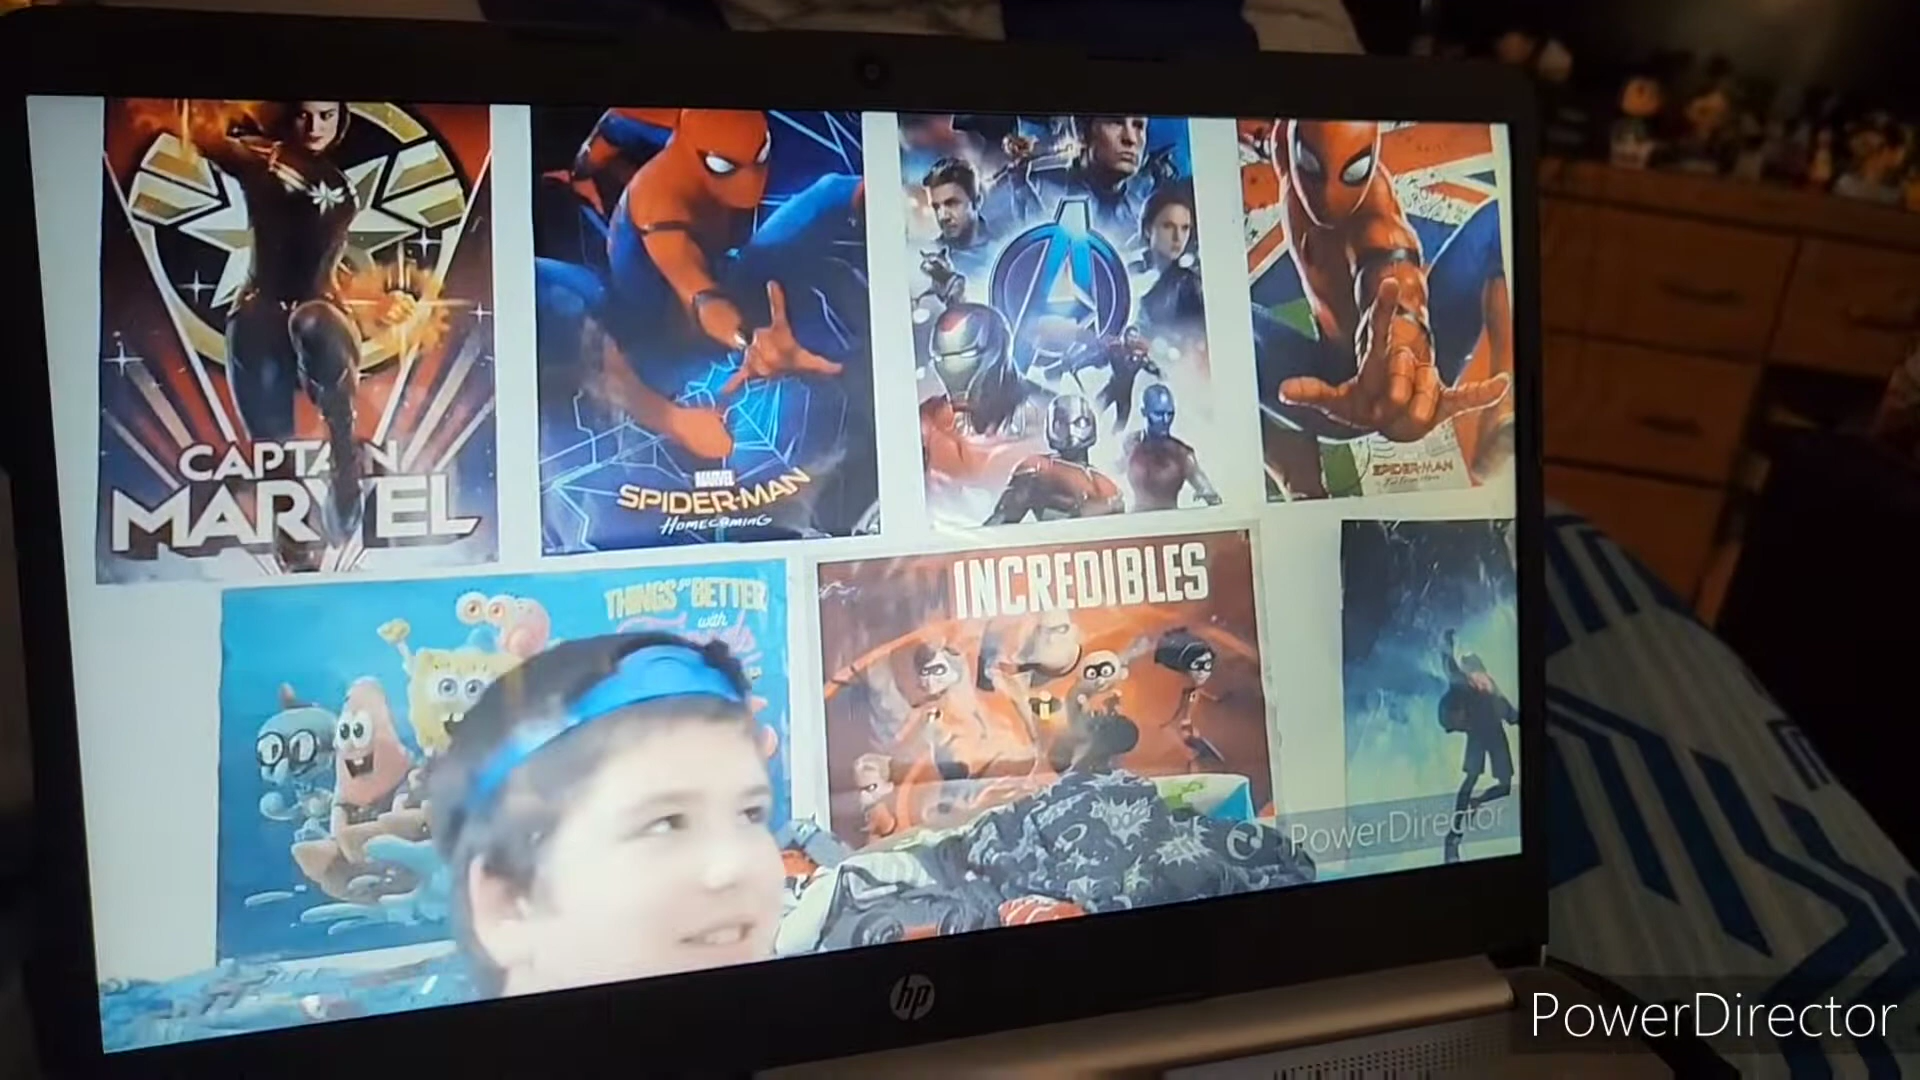 CAPTAIN
MARVEL
MARVEL
SPIDER-MAN
HOMECOMING
A
SPIDER-MAN
THINGS BETTER
with
INCREDIBLES
PowerDirector
hp
PowerDirector